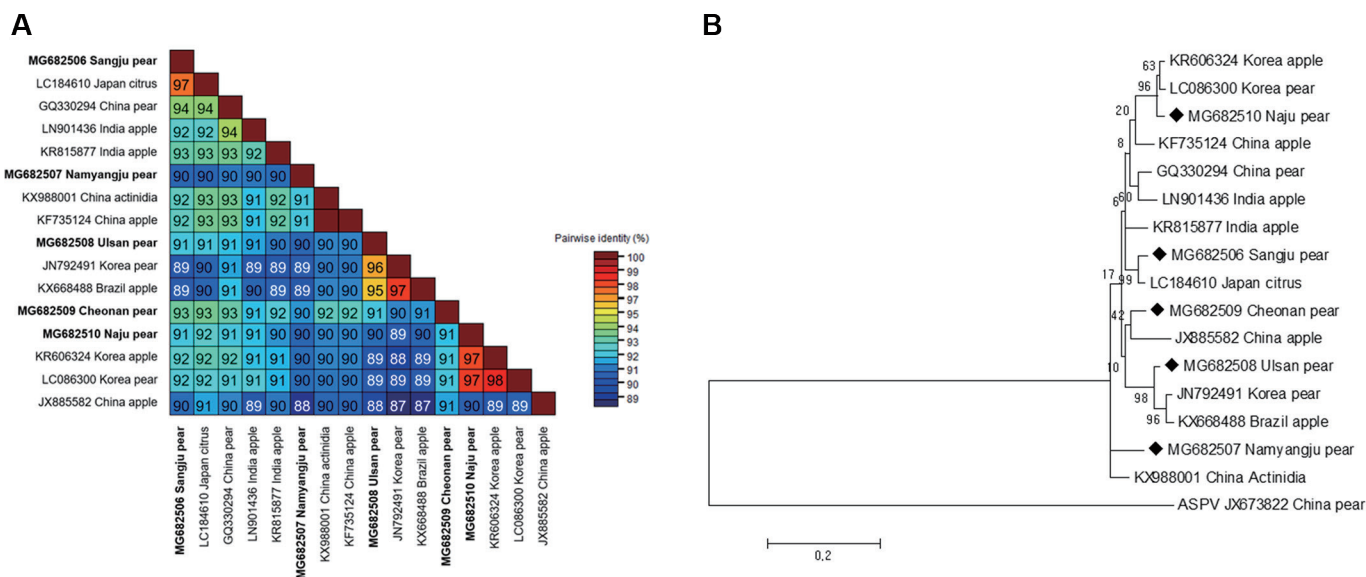 A
MG682506 Sangju pear
LC184610 Japan citrus 97
GQ330294 China pear 94 94
LN901436 India apple 92 92 94
KR815877 India apple 93 93 93 92
MG682507 Namyangju pear 90 90 90 90 90
KX988001 China actinidia 92 93 93 91 92 91
KF735124 China apple 92 93 93 91 92 91
MG682508 Ulsan pear 91 91 91 91 90 90 90 90
JN792491 Korea pear 89 90 91 89 89 89 90 90 96
KX668488 Brazil apple 89 90 91 90 89 89 90 90 95 97
MG682509 Cheonan pear 93 93 93 91 92 90 92 92 91 90 91
MG682510 Naju pear 91 92 91 91 90 90 90 90 90 89 90 91
KR606324 Korea apple 92 92 92 91 91 90 90 90 89 88 89 91 97
LC086300 Korea pear 92 92 91 91 91 90 90 90 89 89 89 91 97 98
JX885582 China apple 90 91 90 89 90 88 90 90 88 87 87 91 90 89 89
MG682506 Sangju pear
LC184610 Japan citrus
GQ330294 China pear
LN901436 India apple
KR815877 India apple
MG682507 Namyangju pear
KX988001 China actinidia
KF735124 China apple
MG682508 Ulsan pear
JN792491 Korea pear
KX668488 Brazil apple
MG682509 Cheonan pear
MG682510 Naju pear
KR606324 Korea apple
LC086300 Korea pear
JX885582 China apple
Pairwise identity (%)
100
99
98
97
96
95
94
93
92
91
90
89
B
63
KR606324 Korea apple
96
LC086300 Korea pear
20
MG682510 Naju pear
8
KF735124 China apple
GQ330294 China pear
6
60
LN901436 India apple
KR815877 India apple
MG682506 Sangju pear
17
99
LC184610 Japan citrus
42
MG682509 Cheonan pear
JX885582 China apple
10
MG682508 Ulsan pear
98
JN792491 Korea pear
96
KX668488 Brazil apple
MG682507 Namyangju pear
KX988001 China Actinidia
ASPV JX673822 China pear
0.2